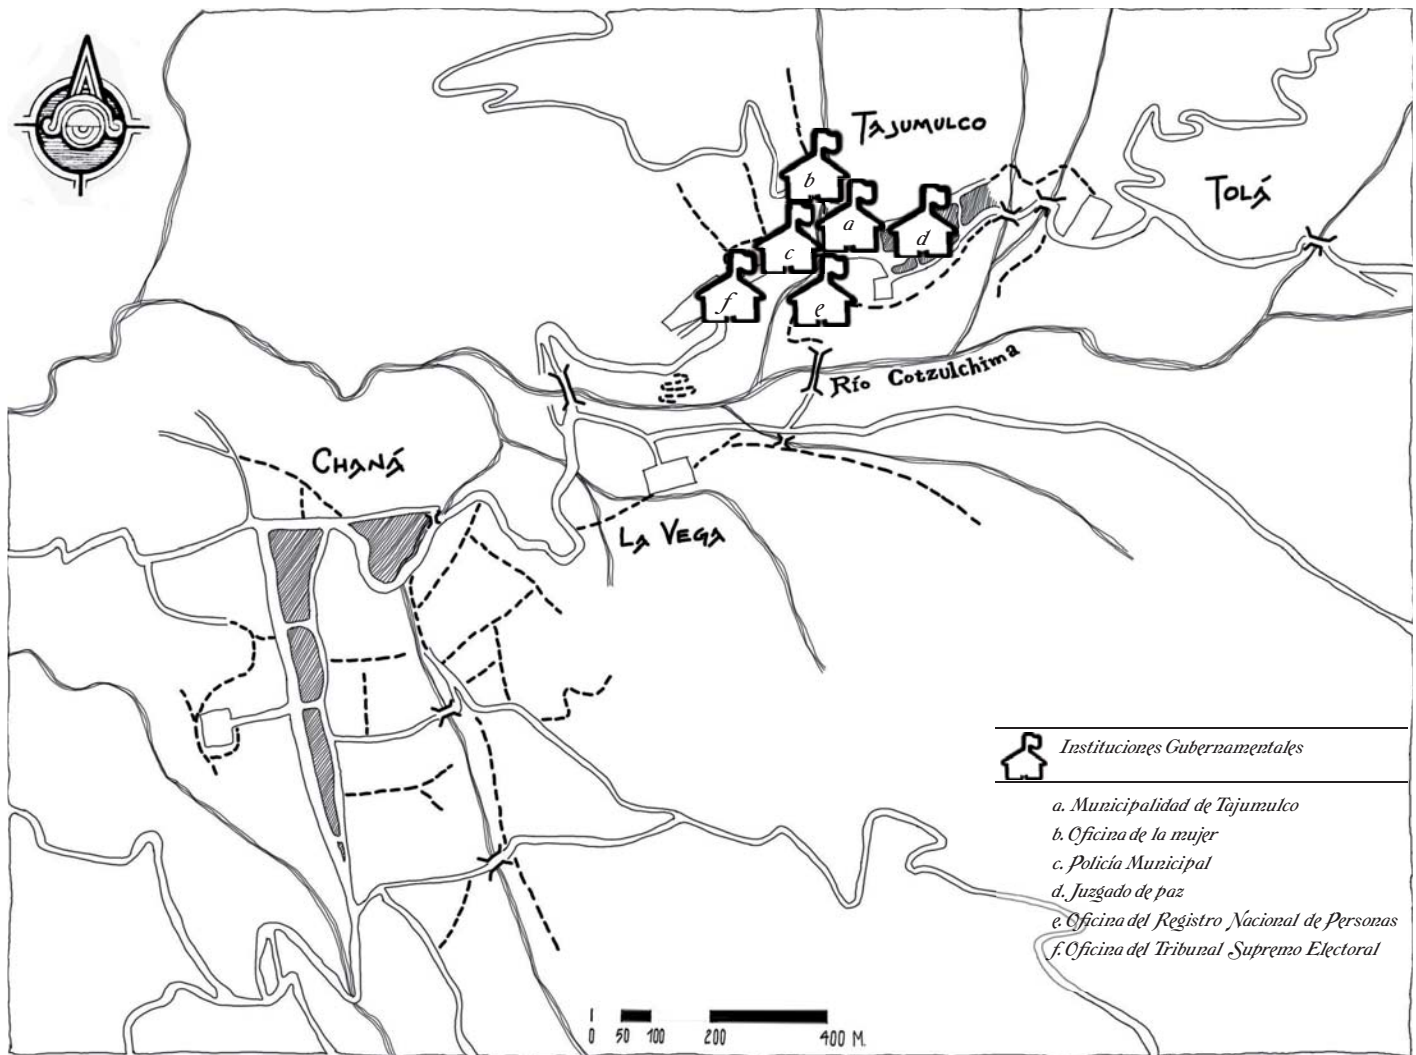 TAJUMULCO
b
TOLÁ
a
d
c
f
e
Río Cotzulchima
CHANÁ
LA VEGA
Instituciones Gubernamentales
a. Municipalidad de Tajumulco
b. Oficina de la mujer
c. Policía Municipal
d. Juzgado de paz
e. Oficina del Registro Nacional de Personas
f. Oficina del Tribunal Supremo Electoral
0 50 100 200 400 M.